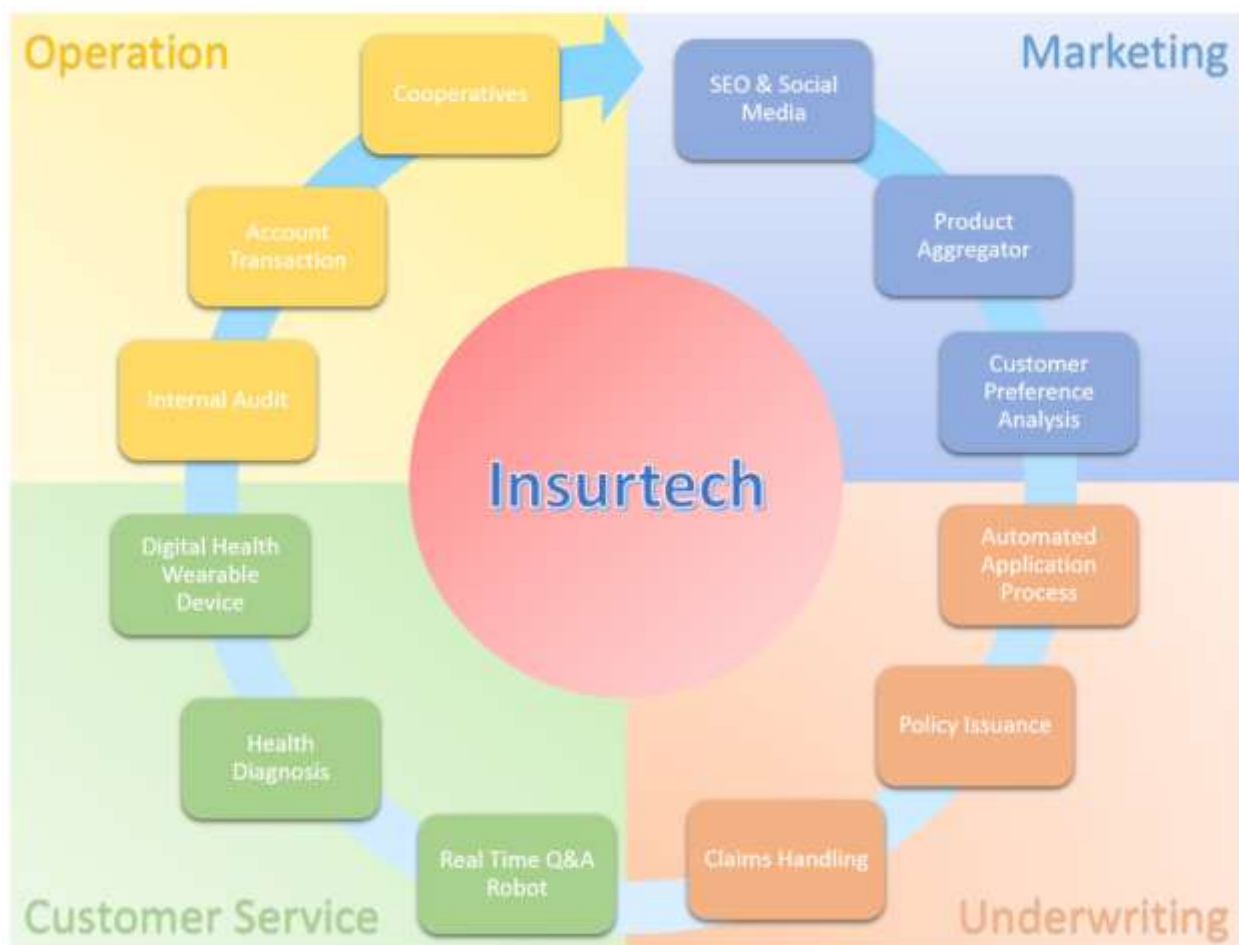 Operation
Marketing
Cooperatives
SEO & Social
Media
Account
Transaction
Product
Aggregator
Internal Audit
Customer
Preference
Analysis
Insurtech
Digital Health
Wearable
Device
Automated
Application
Process
Health
Diagnosis
Policy Issuance
Real Time Q&A
Robot
Claims Handling
Customer Service
Underwriting